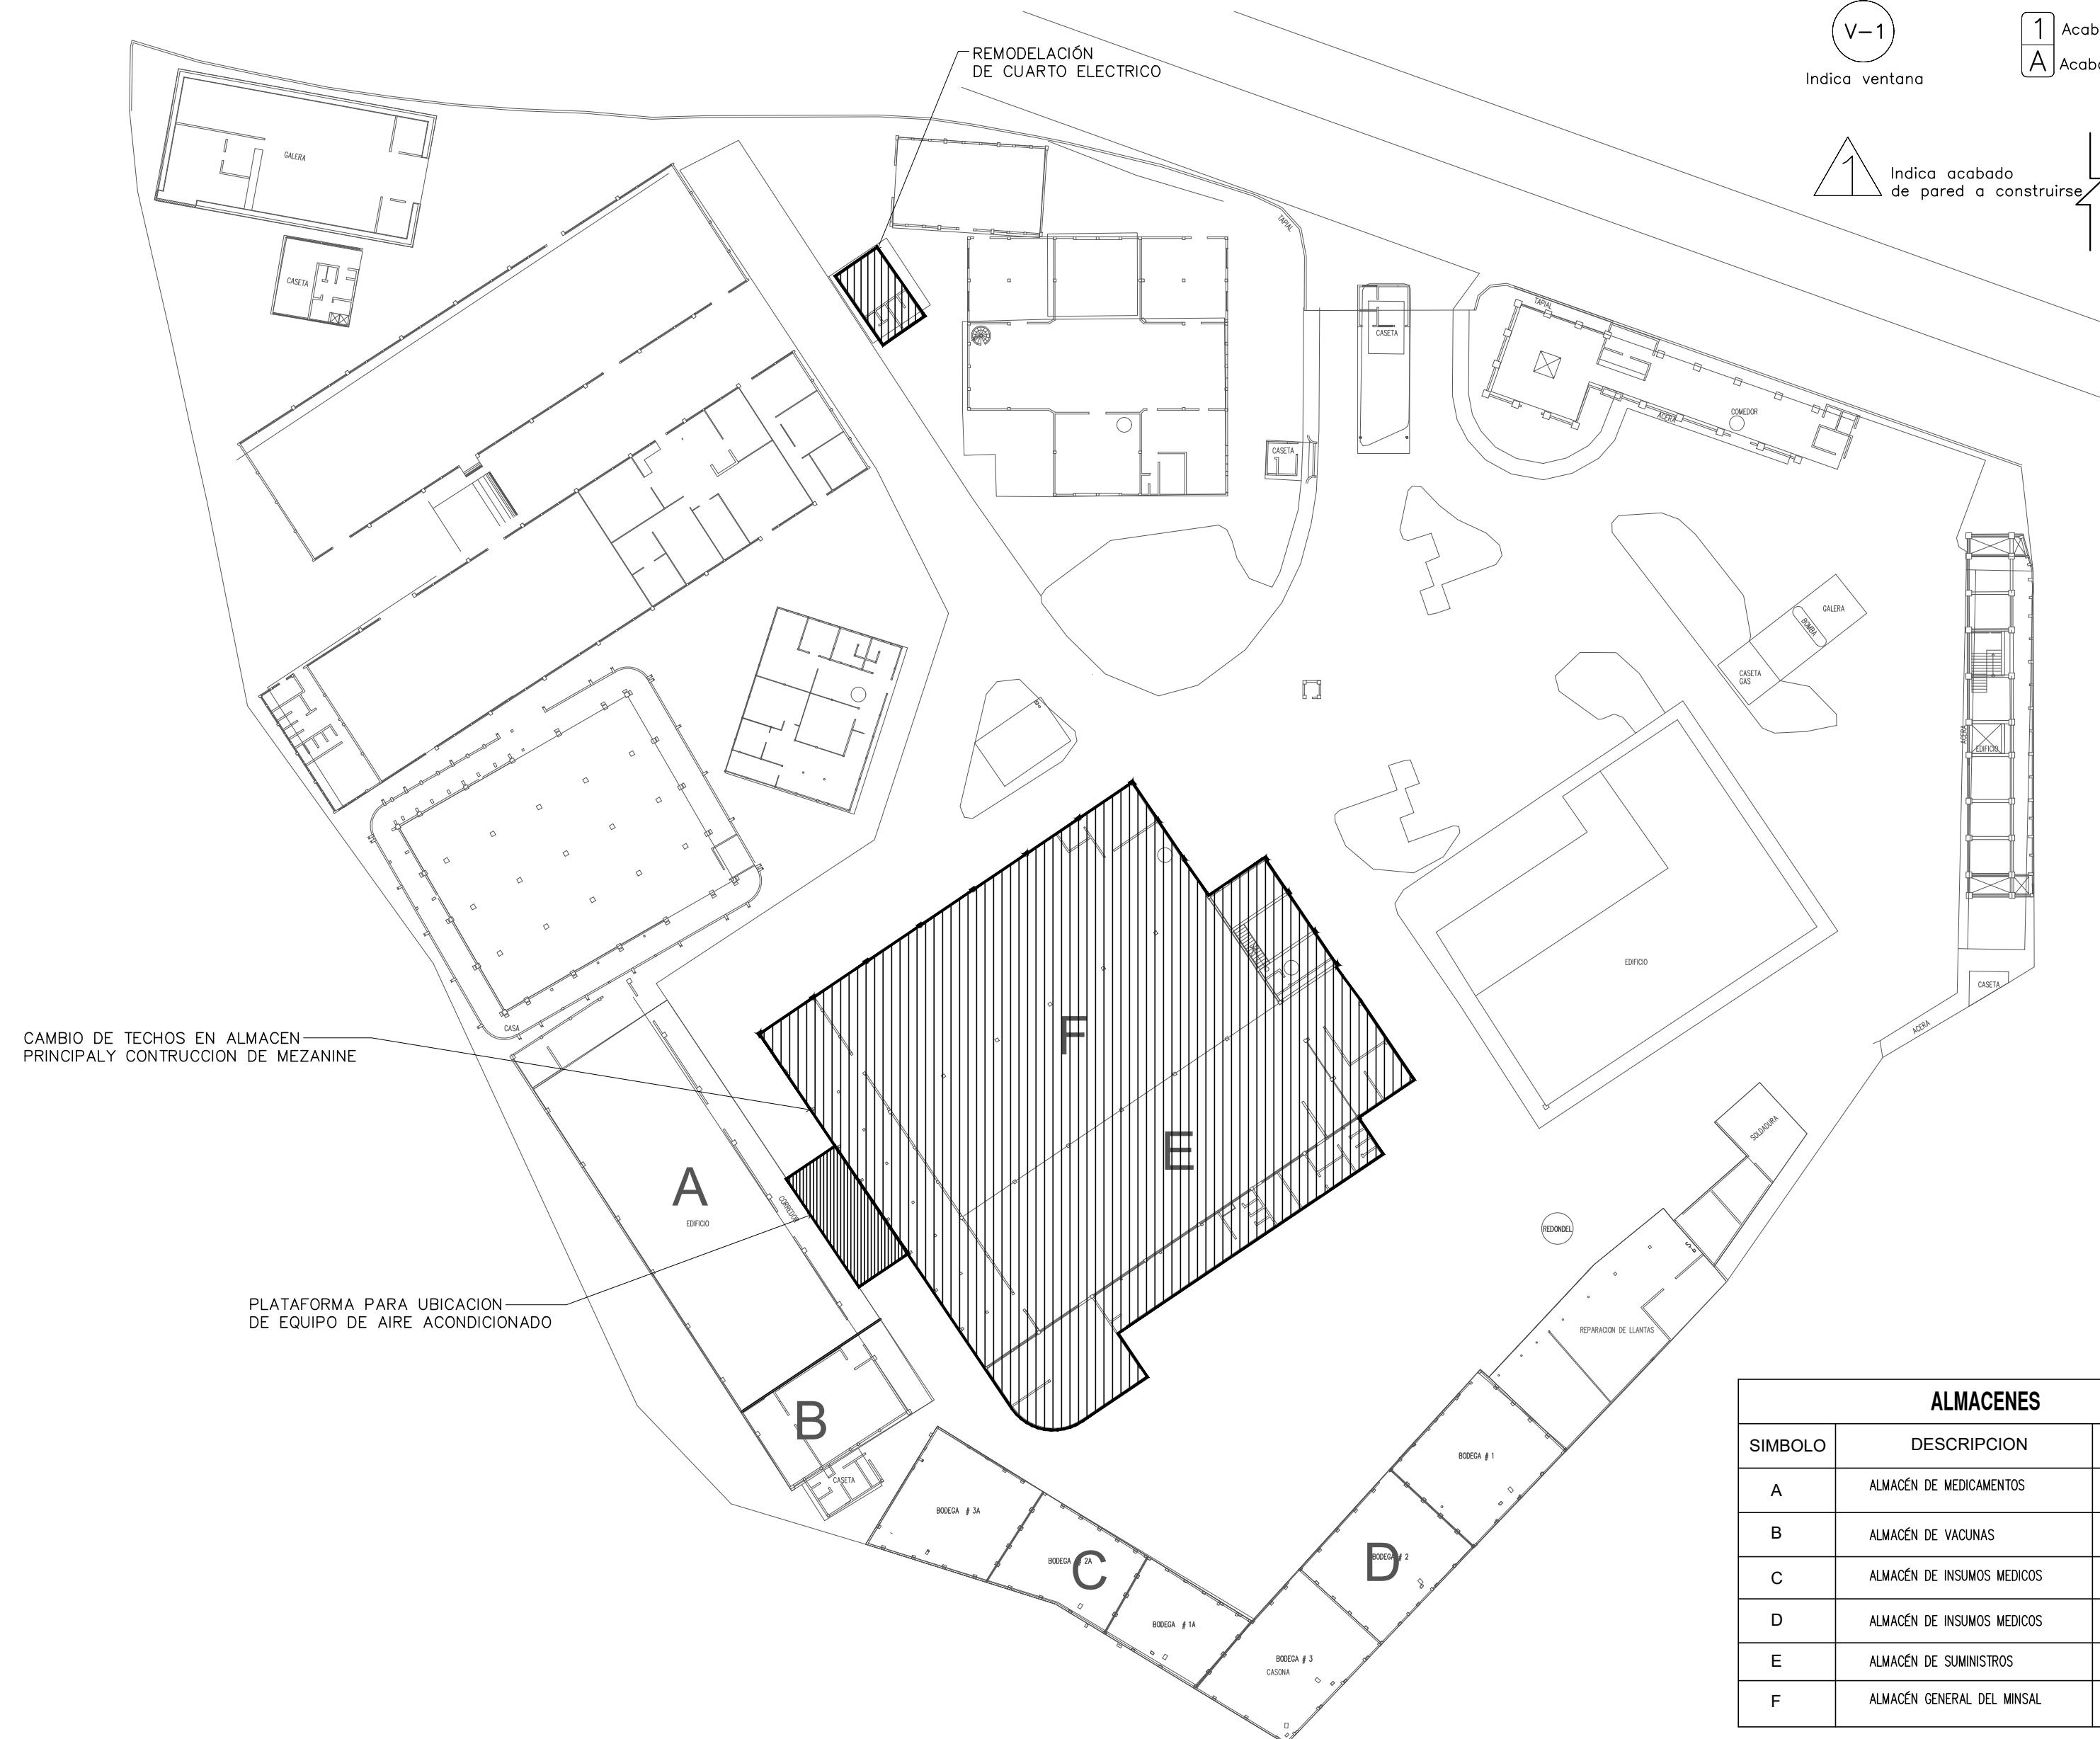 REMODELACIÓN
DE CUARTO ELECTRICO
V-1
Indica ventana
1
A
1
Indica acabado
de pared a construirse
GALERA
CASETA
TAPIAL
CASETA
TAPIAL
COMEDOR
ACERA
CASETA
GALERA
BOMBA
CASETA
GAS
ACERA
EDIFICIO
EDIFICIO
CASETA
ACERA
CASA
CAMBIO DE TECHOS EN ALMACEN
PRINCIPALY CONTRUCCION DE MEZANINE
F
E
A
EDIFICIO
CORREDOR
SOLDADURA
REDONDEL
PLATAFORMA PARA UBICACION
DE EQUIPO DE AIRE ACONDICIONADO
REPARACION DE LLANTAS
B
CASETA
BODEGA # 3A
BODEGA # 2A
C
BODEGA # 1A
BODEGA # 1
BODEGA # 2
D
BODEGA # 3
CASONA
ALMACENES
SIMBOLO DESCRIPCION
A ALMACÉN DE MEDICAMENTOS
B ALMACÉN DE VACUNAS
C ALMACÉN DE INSUMOS MEDICOS
D ALMACÉN DE INSUMOS MEDICOS
E ALMACÉN DE SUMINISTROS
F ALMACÉN GENERAL DEL MINSAL